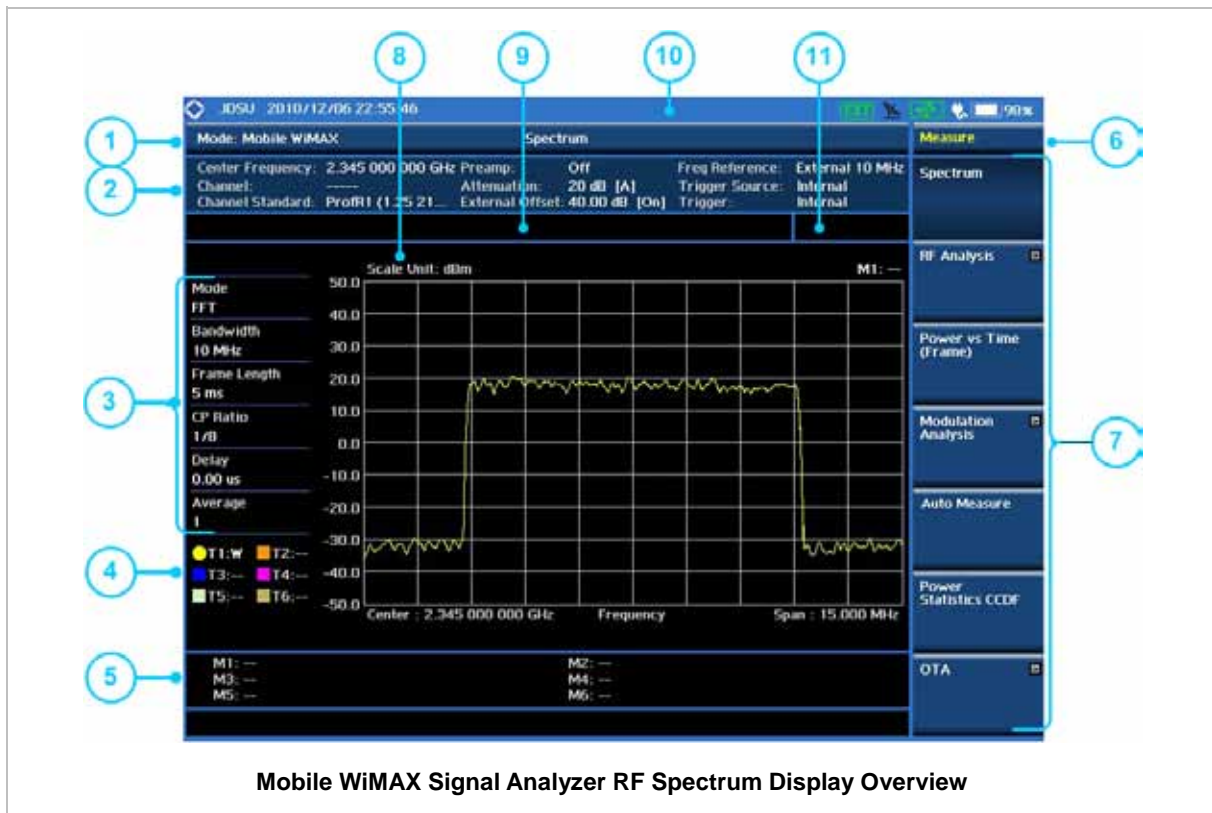 8 9 10 11
JDSU 2010/12/06 22:55:46 90%
1 Mode: Mobile WiMAX Spectrum Measure 6
2
Center Frequency: 2.345 000 000 GHz Preamp: Off Freq Reference: External 10 MHz
Channel: ----- Attenuation: 20 dB [A] Trigger Source: Internal
Channel Standard: ProfR1 (1.25 21... External Offset: 40.00 dB [On] Trigger: Internal
Spectrum
RF Analysis
Power vs Time
(Frame)
Modulation
Analysis
Auto Measure
Power
Statistics CCDF
OTA
7
Scale Unit: dBm M1: --
3
Mode
FFT
Bandwidth
10 MHz
Frame Length
5 ms
CP Ratio
1/8
Delay
0.00 us
Average
1
50.0
40.0
30.0
20.0
10.0
0.0
-10.0
-20.0
-30.0
-40.0
-50.0
4
T1:W T2:--
T3:-- T4:--
T5:-- T6:--
Center : 2.345 000 000 GHz Frequency Span : 15.000 MHz
5
M1: -- M2: --
M3: -- M4: --
M5: -- M6: --
Mobile WiMAX Signal Analyzer RF Spectrum Display Overview